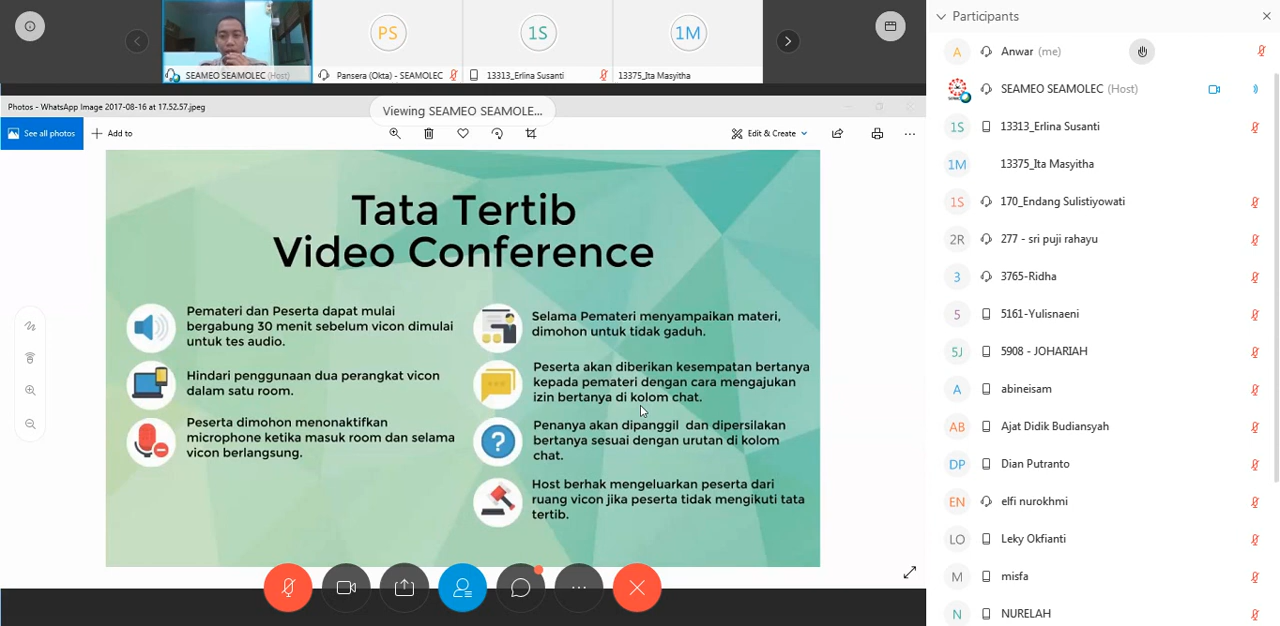 PS
1S
1M
SEAMEO SEAMOLEC (Host)
Pansera (Okta) - SEAMOLEC
13313_Erlina Susanti
13375_Ita Masyitha
Photos - WhatsApp Image 2017-08-16 at 17.52.57.jpeg
Viewing SEAMEO SEAMOLE...
See all photos
Add to
Edit & Create
Tata Tertib
Video Conference
Pemateri dan Peserta dapat mulai
bergabung 30 menit sebelum vicon dimulai
untuk tes audio.
Hindari penggunaan dua perangkat vicon
dalam satu room.
Peserta dimohon menonaktifkan
microphone ketika masuk room dan selama
vicon berlangsung.
Selama Pemateri menyampaikan materi,
dimohon untuk tidak gaduh.
Peserta akan diberikan kesempatan bertanya
kepada pemateri dengan cara mengajukan
izin bertanya di kolom chat.
Penanya akan dipanggil dan dipersilakan
bertanya sesuai dengan urutan di kolom
chat.
Host berhak mengeluarkan peserta dari
ruang vicon jika peserta tidak mengikuti tata
tertib.
Participants
A Anwar (me)
SEAMEO SEAMOLEC (Host)
1S 13313_Erlina Susanti
1M 13375_Ita Masyitha
1S 170_Endang Sulistiyowati
2R 277 - sri puji rahayu
3 3765-Ridha
5 5161-Yulisnaeni
5J 5908 - JOHARIAH
A abineisam
AB Ajat Didik Budiansyah
DP Dian Putranto
EN elfi nurokhmi
LO Leky Okfianti
M misfa
N NURELAH